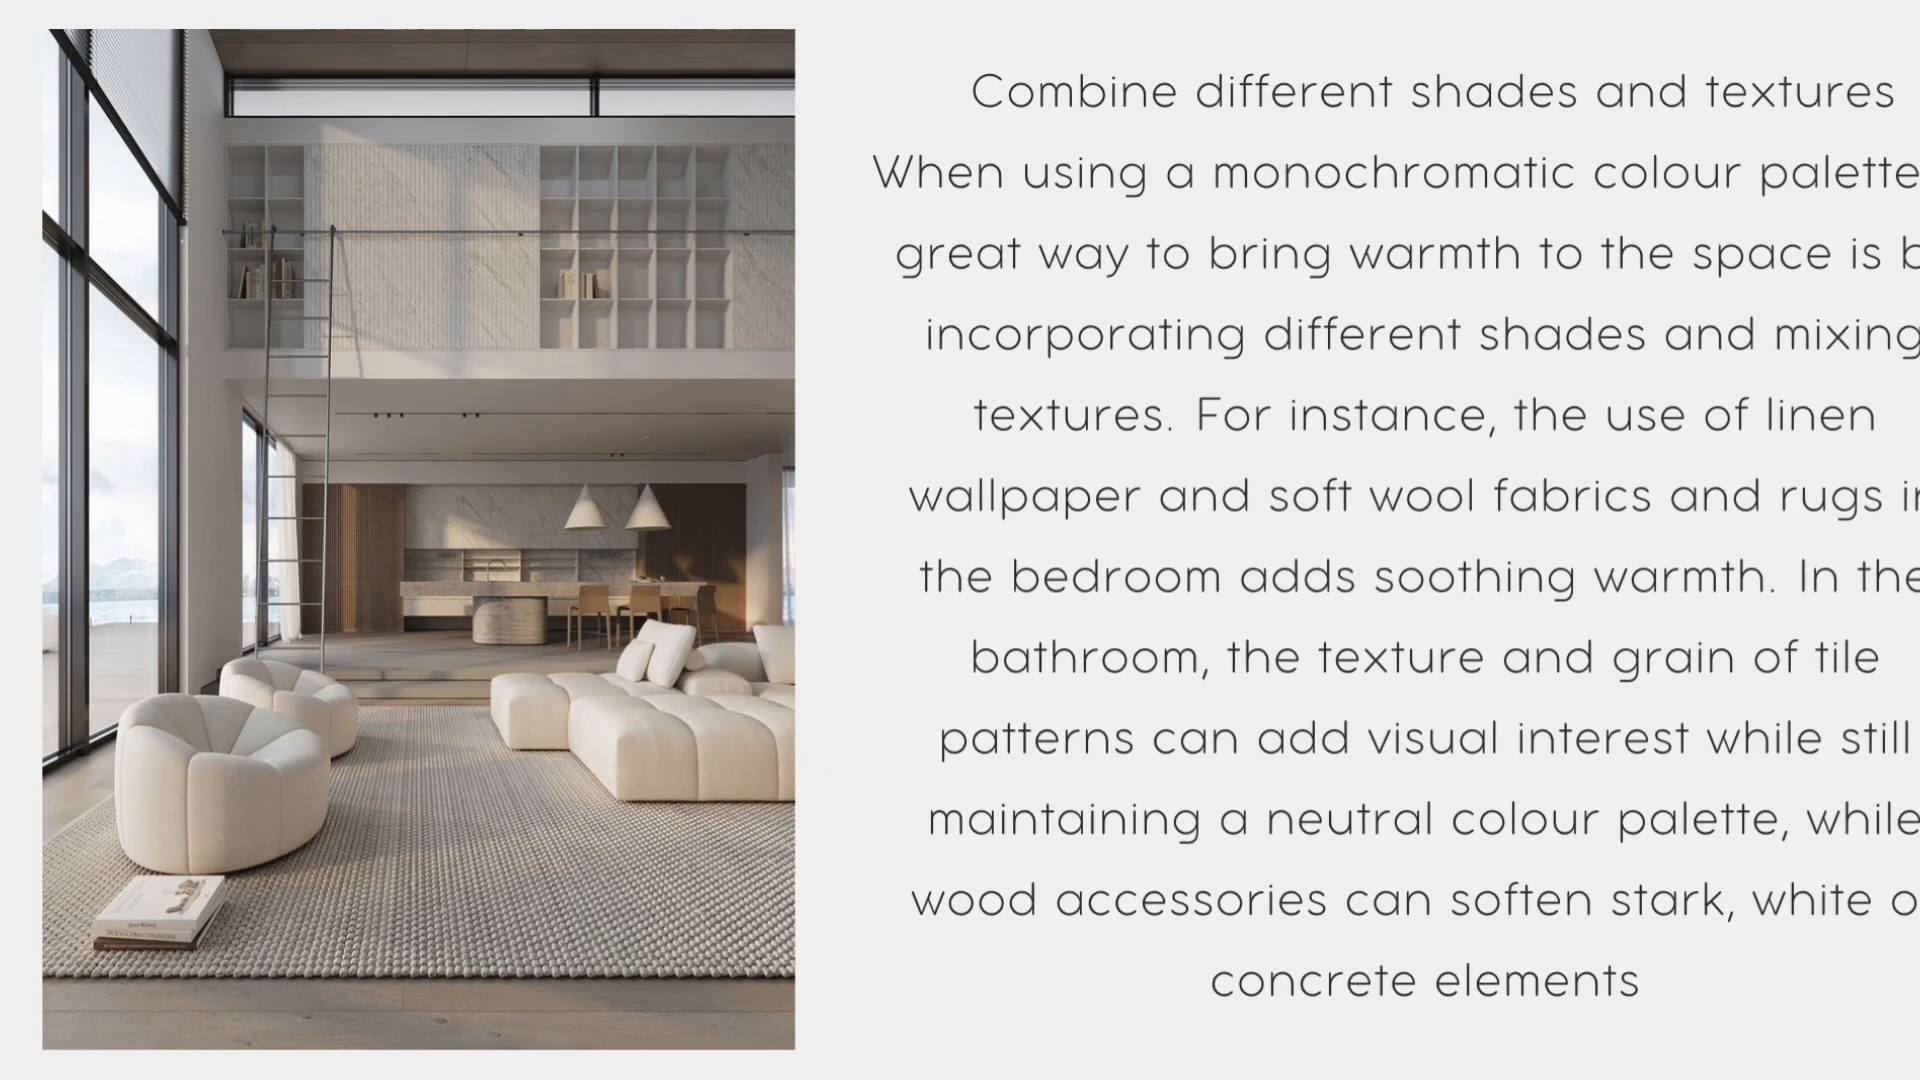 Combine different shades and textures
When using a monochromatic colour palette
great way to bring warmth to the space is
incorporating different shades and mixing
textures. For instance, the use of linen
wallpaper and soft wool fabrics and rugs
the bedroom adds soothing warmth. In the
bathroom, the texture and grain of tile
patterns can add visual interest while still
maintaining a neutral colour palette, while
wood accessories can soften stark, white
concrete elements